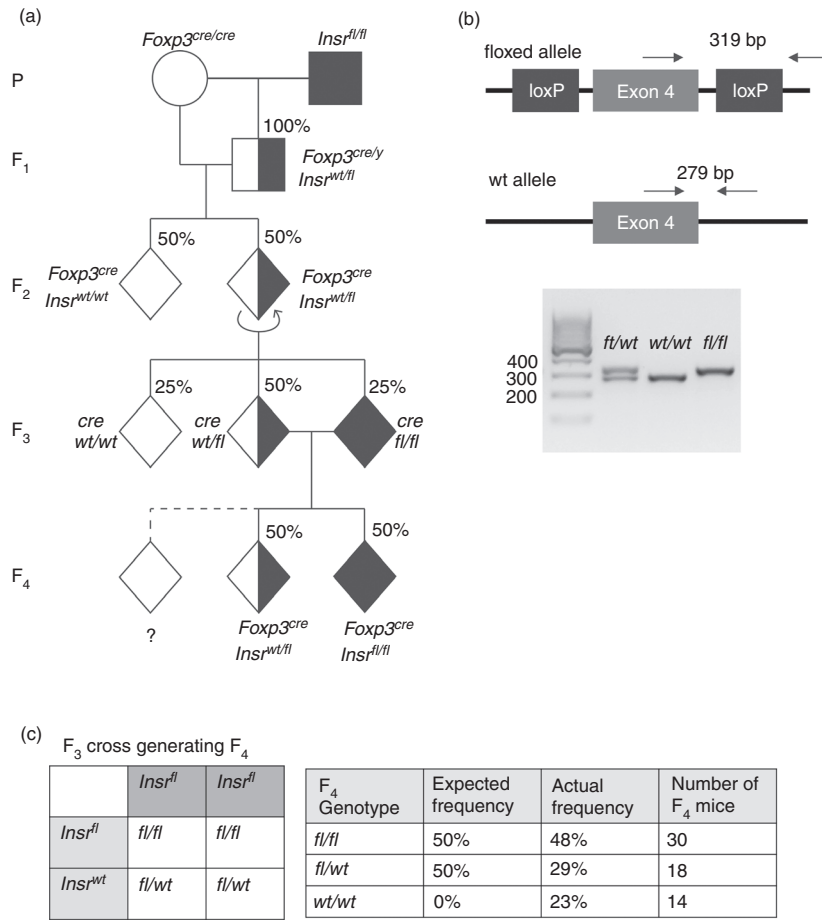 (a)
Foxp3cre/cre
Insrfl/fl
P
100%
F1
Foxp3cre/y
Insrwt/fl
50%
50%
F2
Foxp3cre
Insrwt/wt
Foxp3cre
Insrwt/fl
25%
50%
25%
F3
cre
wt/wt
cre
wt/fl
cre
fl/fl
50%
50%
F4
?
Foxp3cre
Insrwt/fl
Foxp3cre
Insrfl/fl
(b)
floxed allele
319 bp
loxP
Exon 4
loxP
wt allele
279 bp
Exon 4
ft/wt wt/wt fl/fl
400
300
200
(c)
F3 cross generating F4
Insrfl Insrfl
Insrfl fl/fl fl/fl
Insrwt fl/wt fl/wt
F4 Genotype Expected frequency Actual frequency Number of F4 mice
fl/fl 50% 48% 30
fl/wt 50% 29% 18
wt/wt 0% 23% 14